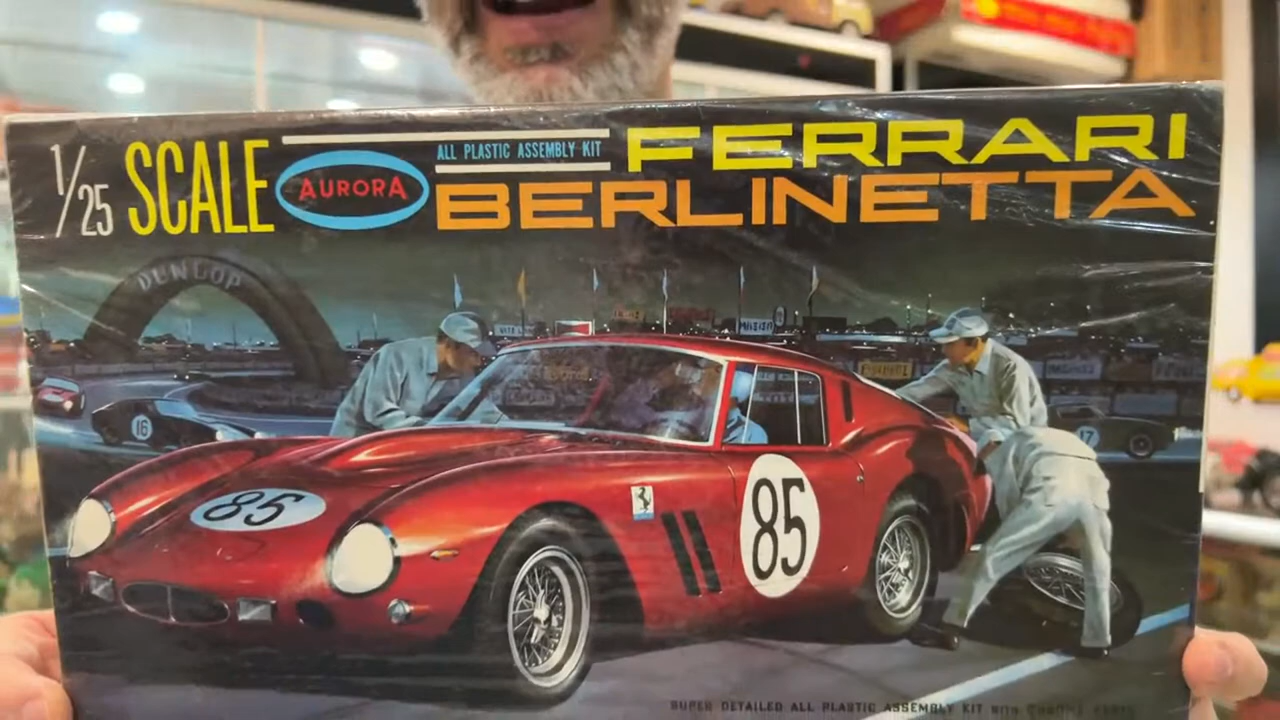 1/25 SCALE
AURORA
ALL PLASTIC ASSEMBLY KIT
FERRARI
BERLINETTA
DUNLOP
16
17
85
85
SUPER DETAILED ALL PLASTIC ASSEMBLY KIT